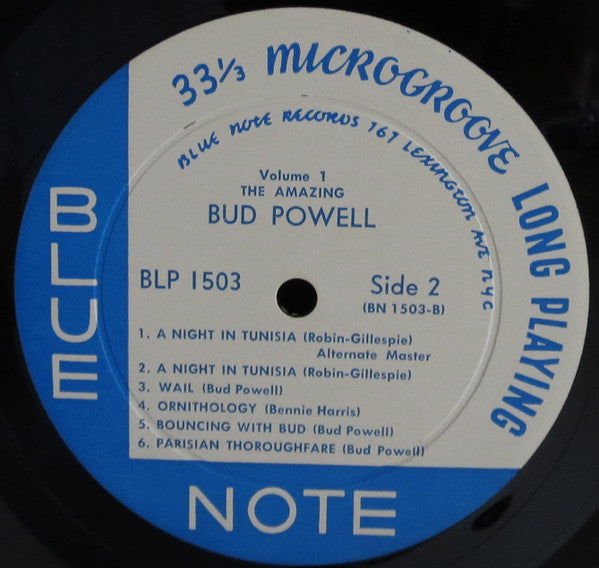 33⅓ MICROGROOVE LONG PLAYING
BLUE NOTE RECORDS 767 LEXINGTON AVE NYC
Volume 1
THE AMAZING
BUD POWELL
BLP 1503
Side 2
(BN 1503-B)
1. A NIGHT IN TUNISIA (Robin-Gillespie)
Alternate Master
2. A NIGHT IN TUNISIA (Robin-Gillespie)
3. WAIL (Bud Powell)
4. ORNITHOLOGY (Bennie Harris)
5. BOUNCING WITH BUD (Bud Powell)
6. PARISIAN THOROUGHFARE (Bud Powell)
BLUE
NOTE